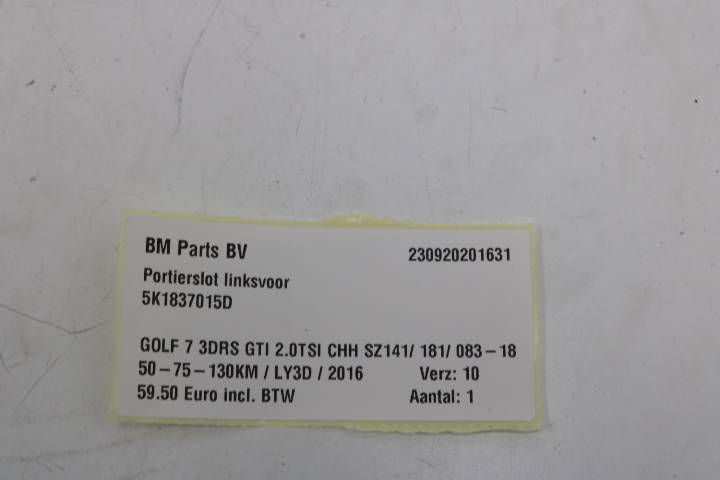 BM Parts BV 230920201631
Portierslot linksvoor
5K1837015D
GOLF 7 3DRS GTI 2.0TSI CHH SZ141/ 181/ 083-18
50-75-130KM / LY3D / 2016 Verz: 10
59.50 Euro incl. BTW Aantal: 1